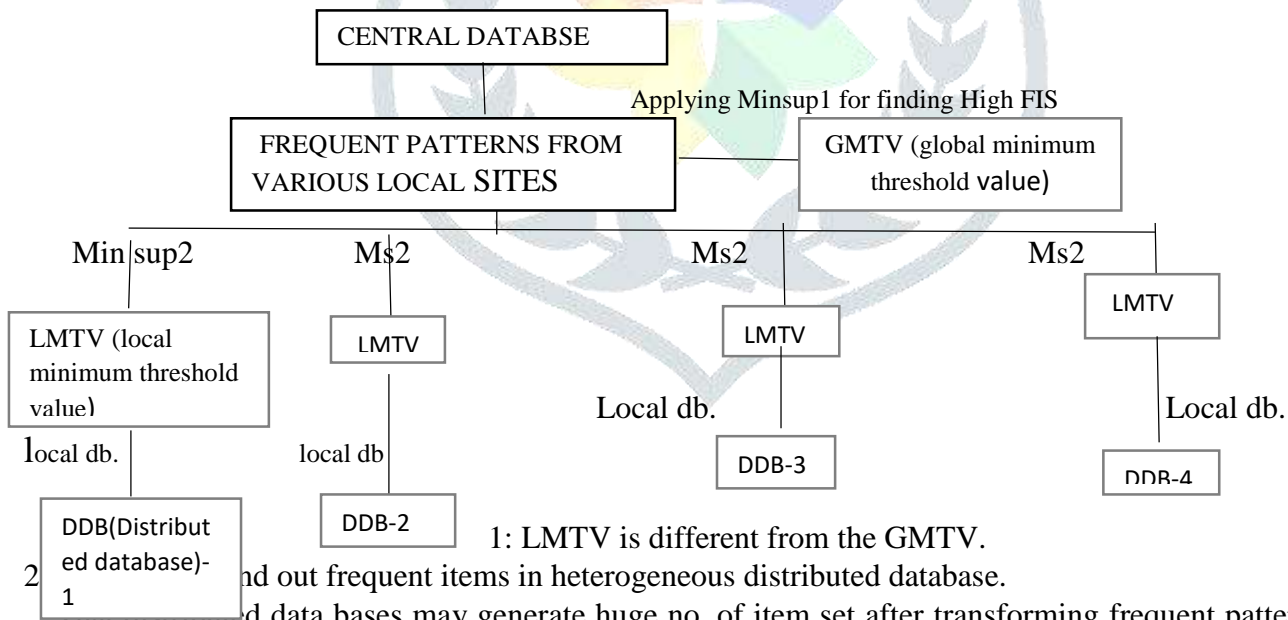 CENTRAL DATABSE
Applying Minsup1 for finding High FIS
FREQUENT PATTERNS FROM
VARIOUS LOCAL SITES
GMTV (global minimum
threshold value)
Min sup2
Ms2
Ms2
Ms2
LMTV (local
minimum threshold
value)
LMTV
LMTV
LMTV
local db.
local db
Local db.
Local db.
DDB(Distribut
ed database)-
1
DDB-2
DDB-3
DDB-4
1: LMTV is different from the GMTV.
2 out frequent items in heterogeneous distributed database.
data bases may generate huge no. of item set after transforming frequent